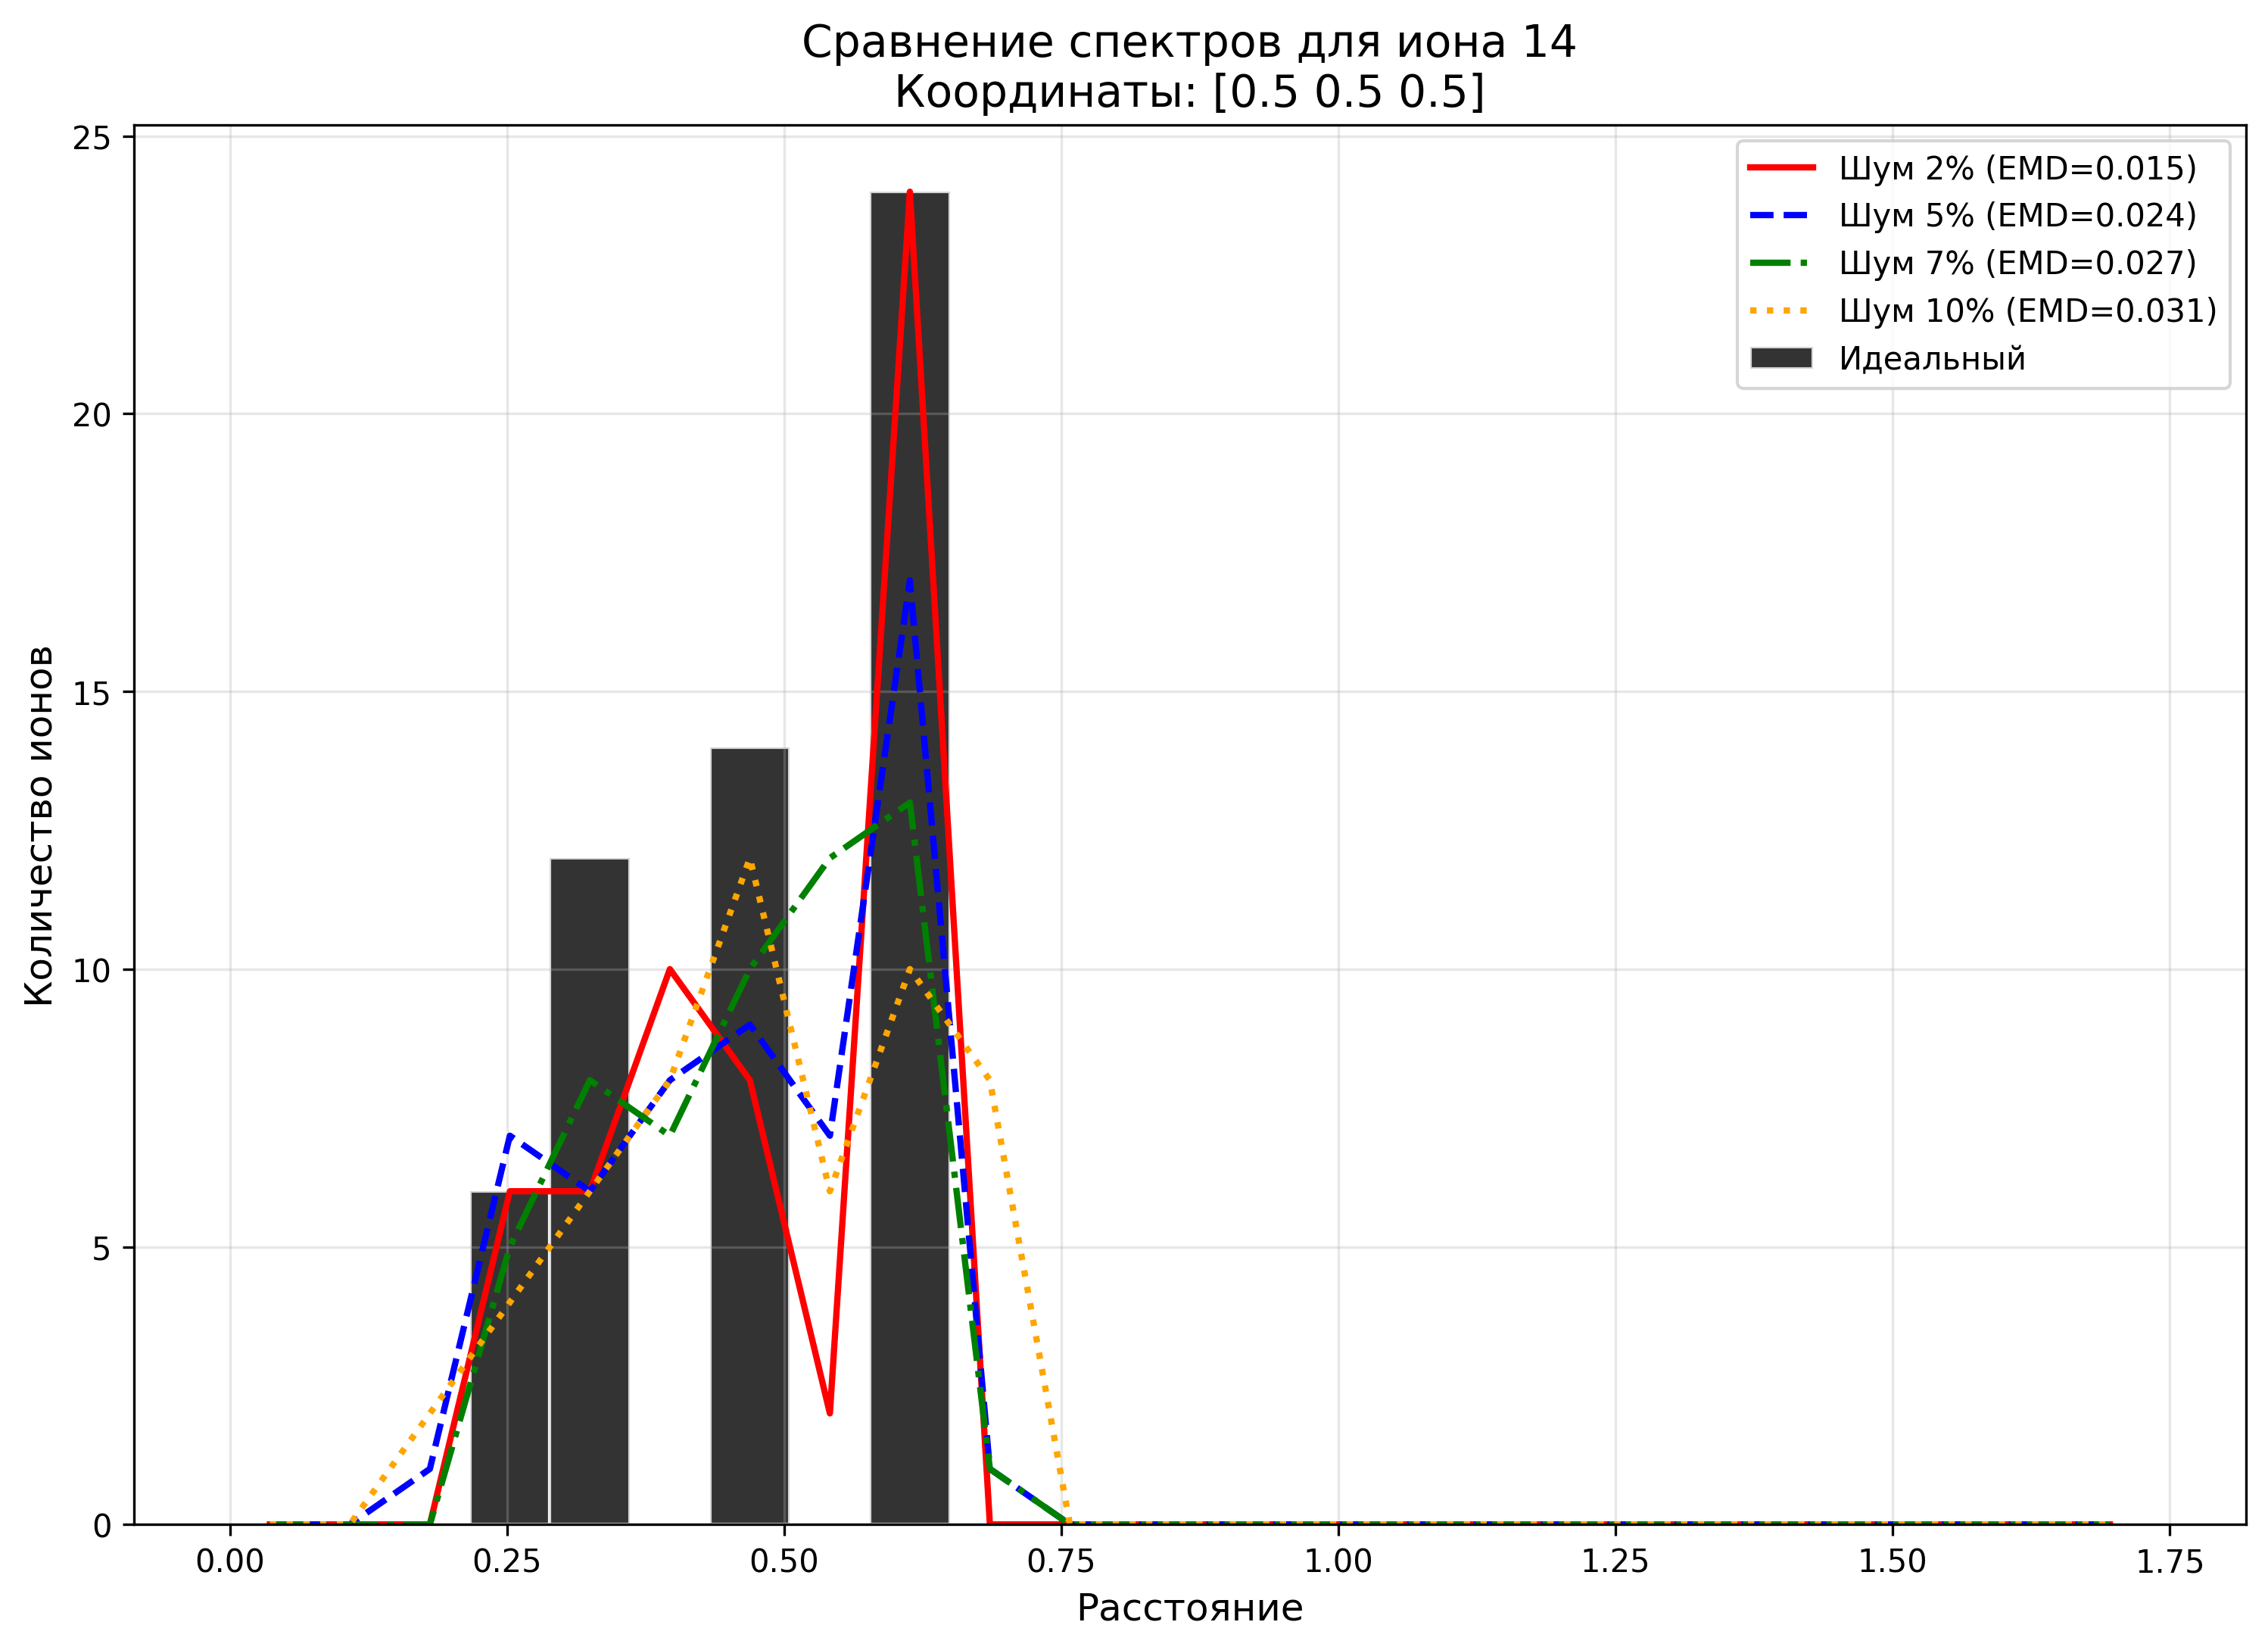 Сравнение спектров для иона 14
Координаты: [0.5 0.5 0.5]
Шум 2% (EMD=0.015)
Шум 5% (EMD=0.024)
Шум 7% (EMD=0.027)
Шум 10% (EMD=0.031)
Идеальный
Количество ионов
25
20
15
10
5
0
0.00 0.25 0.50 0.75 1.00 1.25 1.50 1.75
Расстояние